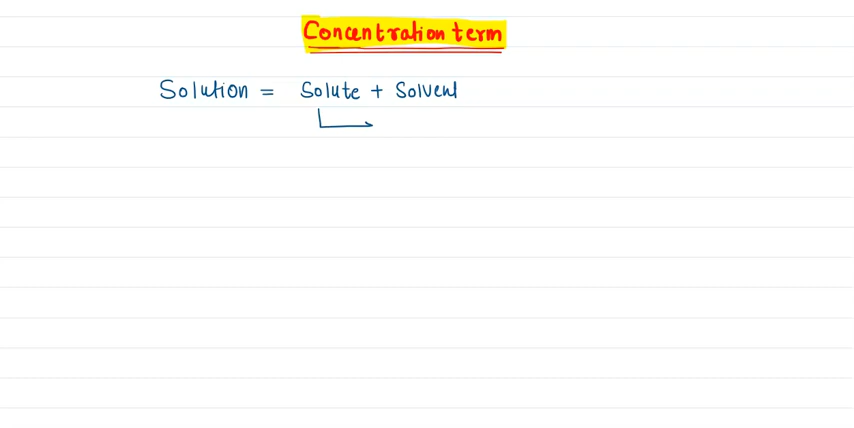 Concentration term
Solution = Solute + Solvent